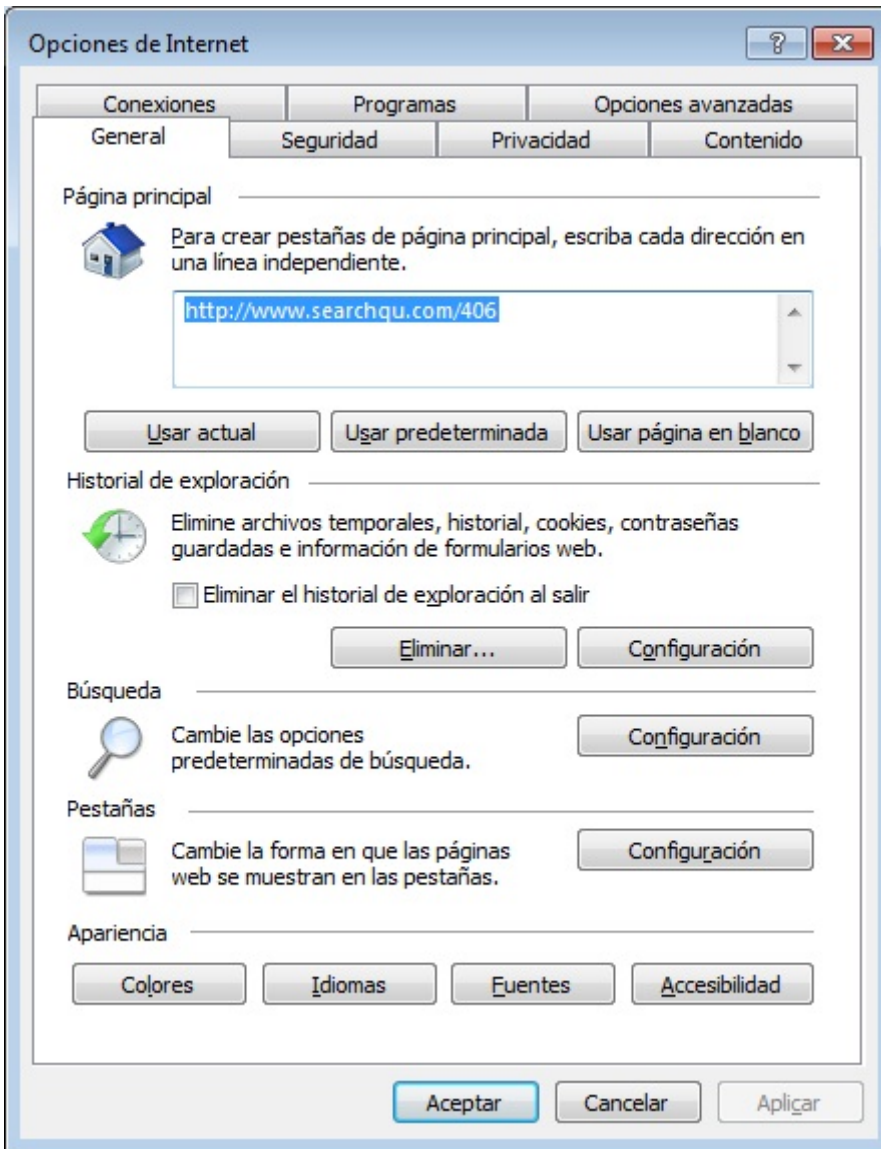 Opciones de Internet
Conexiones Programas Opciones avanzadas
General Seguridad Privacidad Contenido
Página principal
Para crear pestañas de página principal, escriba cada dirección en
una línea independiente.
http://www.searchqu.com/406
Usar actual Usar predeterminada Usar página en blanco
Historial de exploración
Elimine archivos temporales, historial, cookies, contraseñas
guardadas e información de formularios web.
Eliminar el historial de exploración al salir
Eliminar... Configuración
Búsqueda
Cambie las opciones
predeterminadas de búsqueda.
Configuración
Pestañas
Cambie la forma en que las páginas
web se muestran en las pestañas.
Configuración
Apariencia
Colores Idiomas Fuentes Accesibilidad
Aceptar Cancelar Aplicar